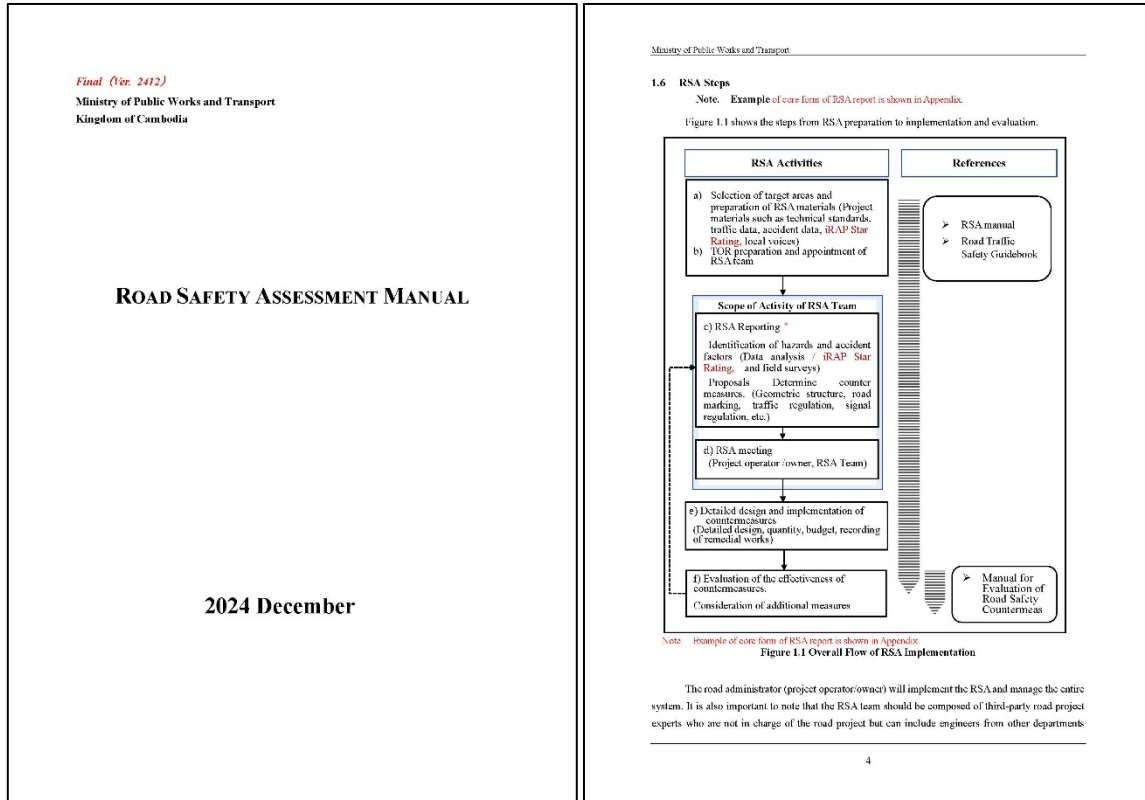 Final (Ver. 2412)
Ministry of Public Works and Transport
Kingdom of Cambodia
ROAD SAFETY ASSESSMENT MANUAL
2024 December
Ministry of Public Works and Transport
1.6 RSA Steps
Note. Example of core form of RSA report is shown in Appendix.
Figure 1.1 shows the steps from RSA preparation to implementation and evaluation.
RSA Activities
a) Selection of target areas and
preparation of RSA materials (Project
materials such as technical standards,
traffic data, accident data, iRAP Star
Rating, local voices)
b) TOR preparation and appointment of
RSA team
Scope of Activity of RSA Team
c) RSA Reporting *
Identification of hazards and accident
factors (Data analysis / iRAP Star
Rating, and field surveys)
Proposals Determine counter
measures. (Geometric structure, road
marking, traffic regulation, signal
regulation, etc.)
d) RSA meeting
(Project operator /owner, RSA Team)
e) Detailed design and implementation of
countermeasures
(Detailed design, quantity, budget, recording
of remedial works)
f) Evaluation of the effectiveness of
countermeasures.
Consideration of additional measures
References
➢ RSA manual
➢ Road Traffic
Safety Guidebook
➢ Manual for
Evaluation of
Road Safety
Countermeas
Note. Example of core form of RSA report is shown in Appendix.
Figure 1.1 Overall Flow of RSA Implementation
The road administrator (project operator/owner) will implement the RSA and manage the entire
system. It is also important to note that the RSA team should be composed of third-party road project
experts who are not in charge of the road project but can include engineers from other departments
4